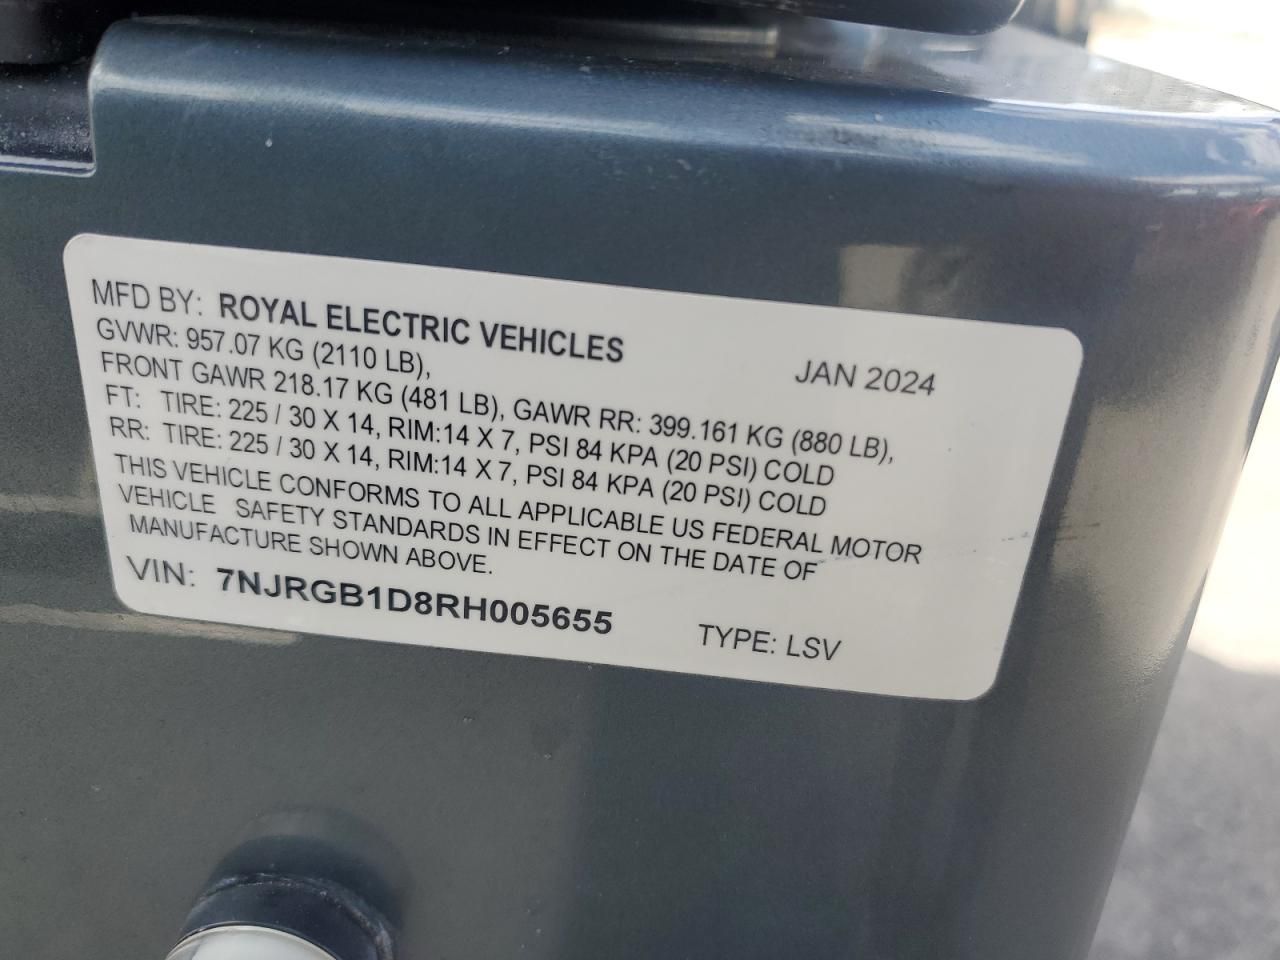 MFD BY: ROYAL ELECTRIC VEHICLES
GVWR: 957.07 KG (2110 LB), JAN 2024
FRONT GAWR 218.17 KG (481 LB), GAWR RR: 399.161 KG (880 LB),
FT: TIRE: 225 / 30 X 14, RIM:14 X 7, PSI 84 KPA (20 PSI) COLD
RR: TIRE: 225 / 30 X 14, RIM:14 X 7, PSI 84 KPA (20 PSI) COLD
THIS VEHICLE CONFORMS TO ALL APPLICABLE US FEDERAL MOTOR
VEHICLE SAFETY STANDARDS IN EFFECT ON THE DATE OF
MANUFACTURE SHOWN ABOVE.
VIN: 7NJRGB1D8RH005655 TYPE: LSV